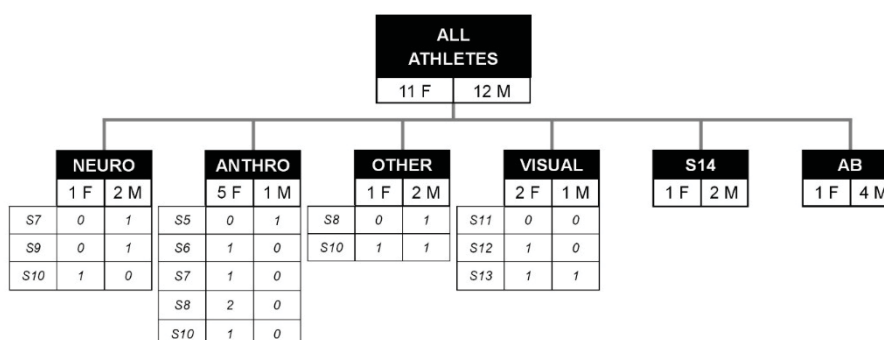 ALL
ATHLETES
11 F 12 M
NEURO ANTHRO OTHER VISUAL S14 AB
1 F 2 M 5 F 1 M 1 F 2 M 2 F 1 M 1 F 2 M 1 F 4 M
S7 0 1 S5 0 1 S8 0 1 S11 0 0
S9 0 1 S6 1 0 S10 1 1 S12 1 0
S10 1 0 S7 1 0 S13 1 1
S8 2 0
S10 1 0